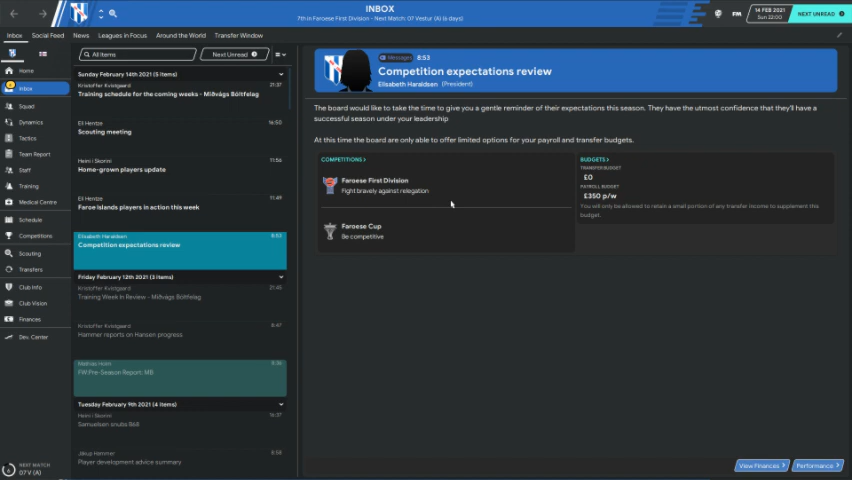 INBOX
7th in Faroese First Division - Next Match: 07 Vestur (A) (6 days)
FM
14 FEB 2021
Sun 22:00
NEXT UNREAD
Inbox
Social Feed
News
Leagues in Focus
Around the World
Transfer Window
Home
Inbox
Squad
Dynamics
Tactics
Team Report
Staff
Training
Medical Centre
Schedule
Competitions
Scouting
Transfers
Club Info
Club Vision
Finances
Dev. Center
NEXT MATCH
07 V (A)
All Items
Next Unread
Sunday February 14th 2021 (5 items)
Kristoffer Kvidsgaard 21:37
Training schedule for the coming weeks - Miðvágs Bóltfelag
Eli Hentze 16:50
Scouting meeting
Heini i Skorini 11:56
Home-grown players update
Eli Hentze 11:49
Faroe Islands players in action this week
Elisabeth Haraldsen 8:53
Competition expectations review
Friday February 12th 2021 (3 items)
Kristoffer Kvidsgaard 21:45
Training Week In Review - Miðvágs Bóltfelag
Kristoffer Kvidsgaard 8:47
Hammer reports on Hansen progress
8:36
FW:Pre-Season Report: MB
Tuesday February 9th 2021 (4 items)
Heini i Skorini 16:37
Samuelsen snubs B68
Jákup Hammer 8:58
Player development advice summary
Messages 8:53
Competition expectations review
Elisabeth Haraldsen (President)
The board would like to take the time to give you a gentle reminder of their expectations this season. They have the utmost confidence that they'll have a
successful season under your leadership
At this time the board are only able to offer limited options for your payroll and transfer budgets.
COMPETITIONS
Faroese First Division
Fight bravely against relegation
Faroese Cup
Be competitive
BUDGETS
TRANSFER BUDGET
£0
PAYROLL BUDGET
£350 p/w
You will only be allowed to retain a small portion of any transfer income to supplement this
budget.
View Finances
Performance